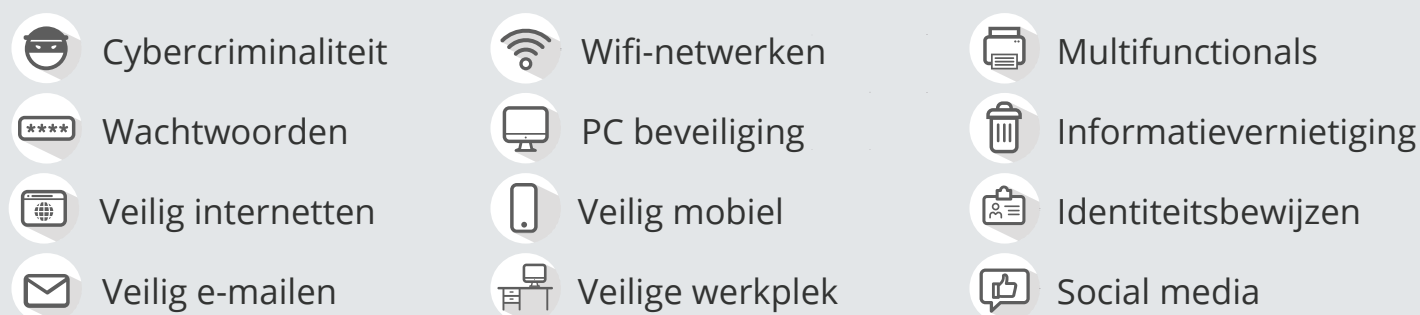 Cybercriminaliteit
Wachtwoorden
Veilig internetten
Veilig e-mailen
Wifi-netwerken
PC beveiliging
Veilig mobiel
Veilige werkplek
Multifunctionals
Informatievernietiging
Identiteitsbewijzen
Social media